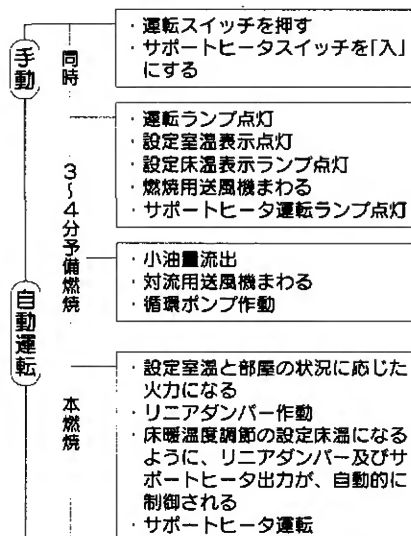 手動
同時
・運転スイッチを押す
・サポートヒータスイッチを「入」
にする
自動運転
3〜4分予備燃焼
・運転ランプ点灯
・設定室温表示点灯
・設定床温表示ランプ点灯
・燃焼用送風機まわる
・サポートヒータ運転ランプ点灯
・小油量流出
・対流用送風機まわる
・循環ポンプ作動
本燃焼
・設定室温と部屋の状況に応じた
火力になる
・リニアダンパー作動
・床暖温度調節の設定床温になる
ように、リニアダンパー及びサ
ポートヒータ出力が、自動的に
制御される
・サポートヒータ運転